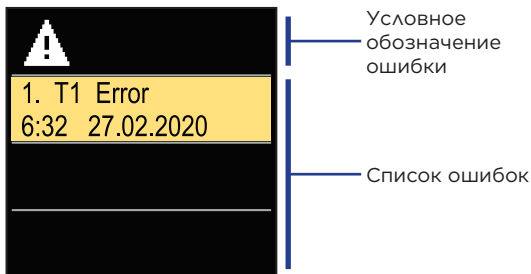 Условное
обозначение
ошибки
1. T1 Error
6:32 27.02.2020
Список ошибок